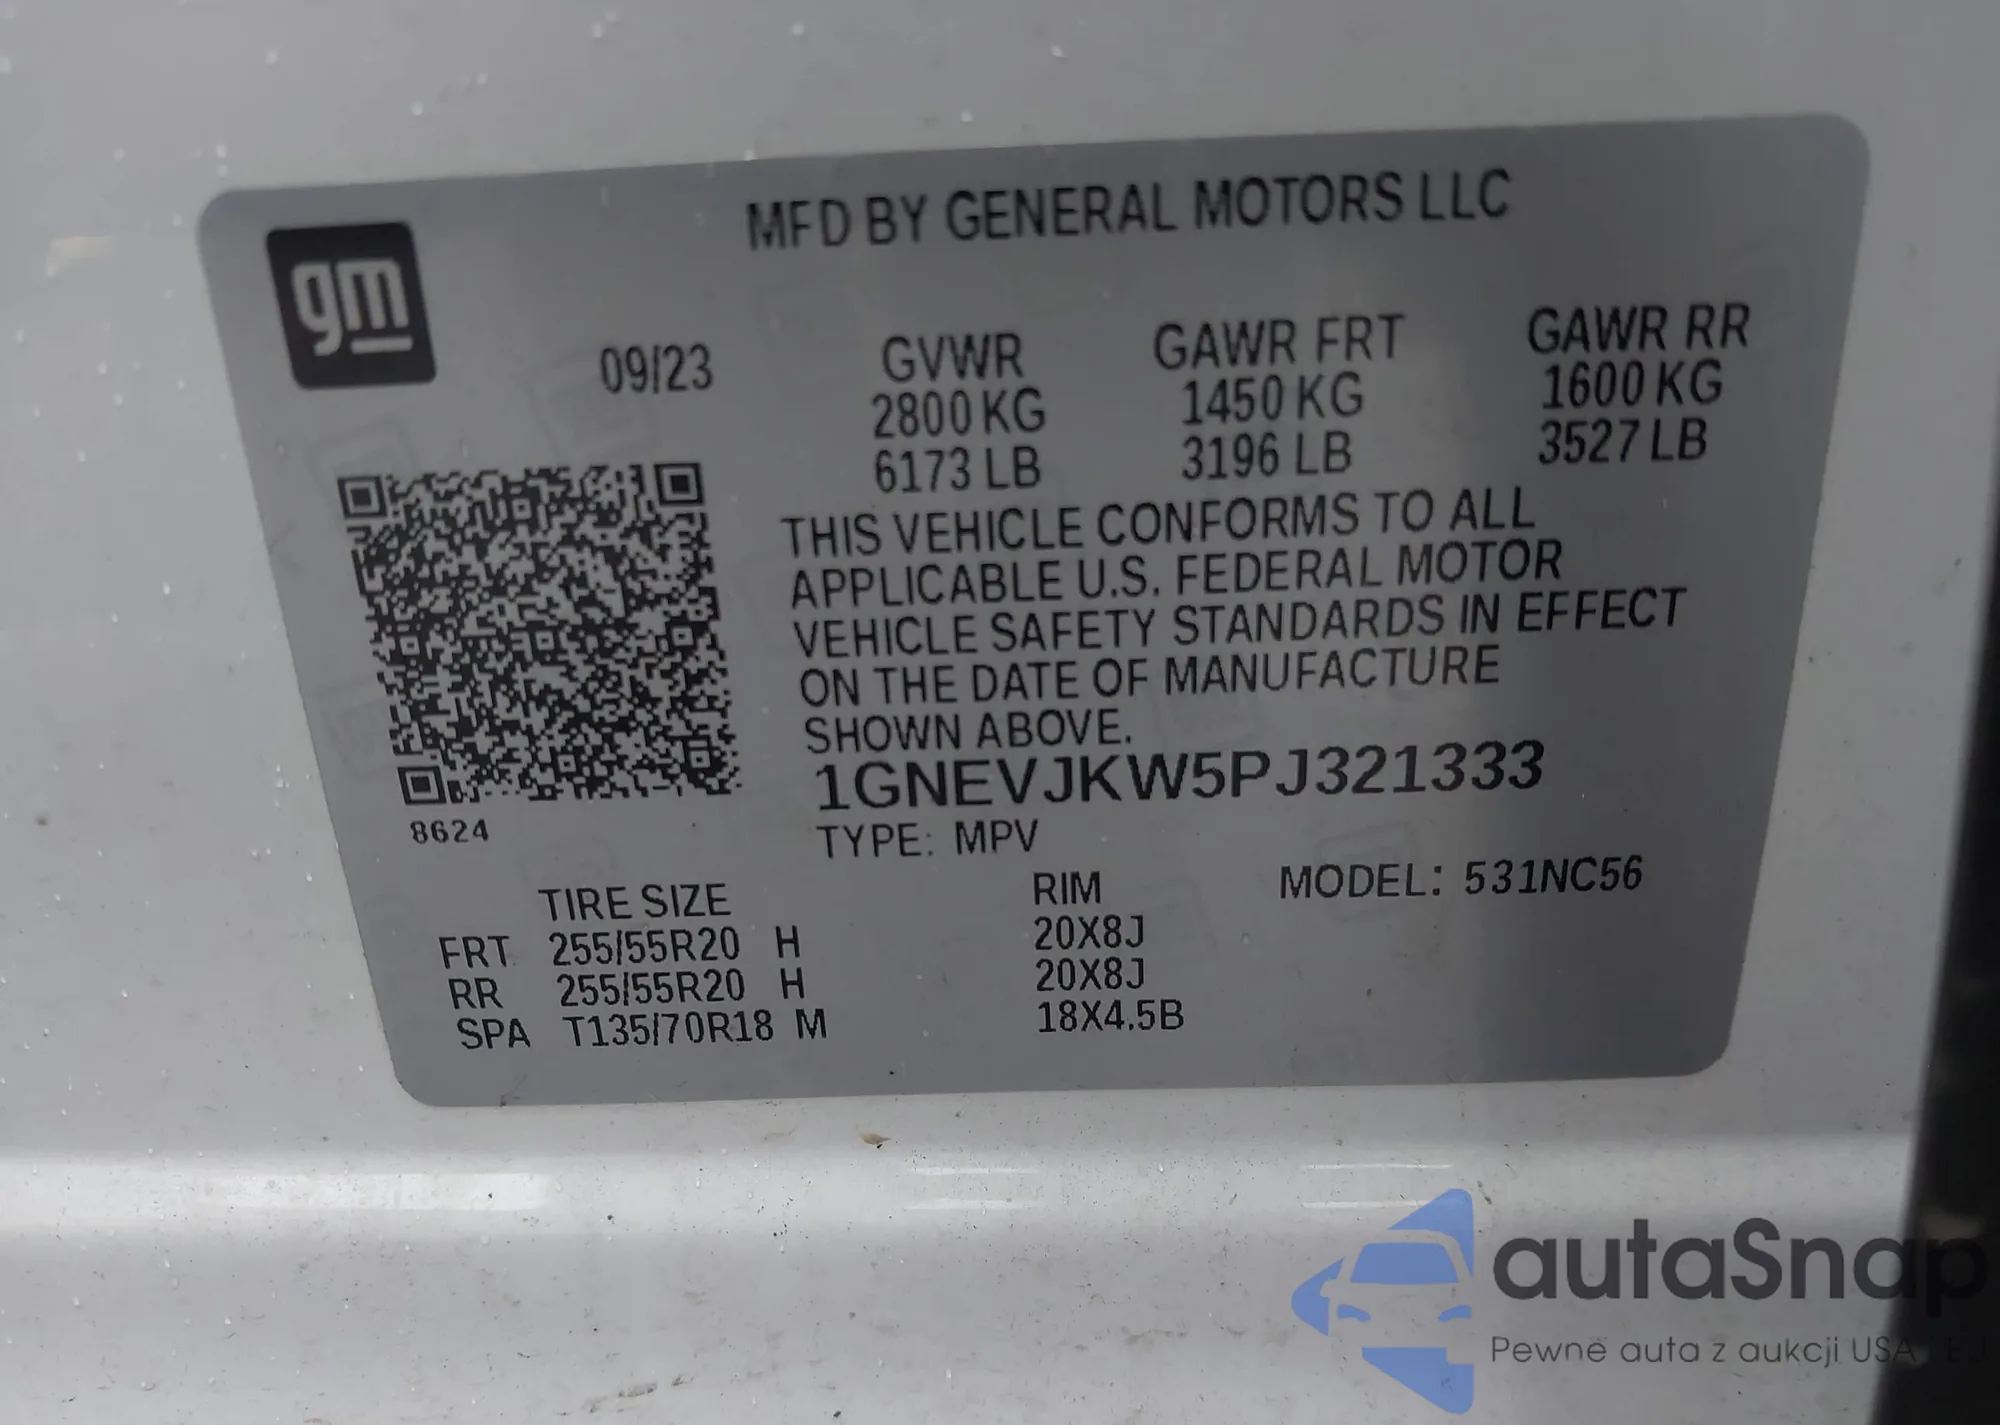 gm
MFD BY GENERAL MOTORS LLC
09/23
GVWR GAWR FRT GAWR RR
2800 KG 1450 KG 1600 KG
6173 LB 3196 LB 3527 LB
THIS VEHICLE CONFORMS TO ALL
APPLICABLE U.S. FEDERAL MOTOR
VEHICLE SAFETY STANDARDS IN EFFECT
ON THE DATE OF MANUFACTURE
SHOWN ABOVE.
1GNEVJKW5PJ321333
8624
TYPE: MPV
MODEL: 531NC56
TIRE SIZE RIM
FRT 255/55R20 H 20X8J
RR 255/55R20 H 20X8J
SPA T135/70R18 M 18X4.5B
autaSnap
Pewne auta z aukcji USA